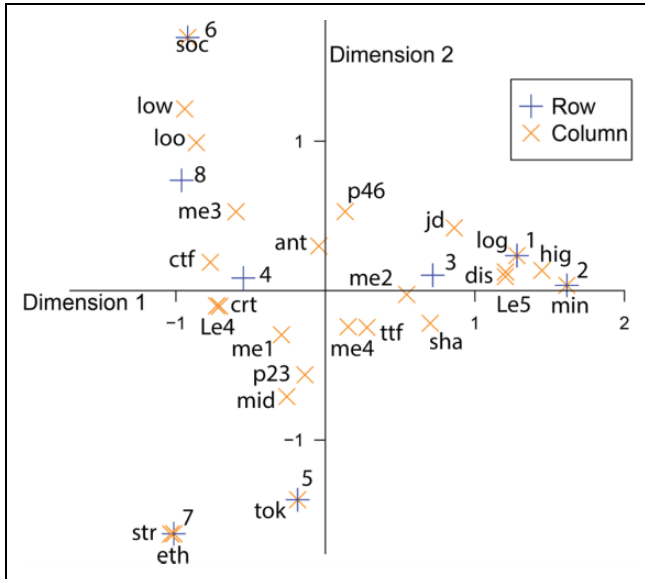 6
soc
Dimension 2
low
Row
Column
loo
1
8
p46
me3
jd
log
1
ant
hig
ctf
3
2
4
me2
dis
Dimension 1
crt
min
-1
1
Le5
2
Le4
me1
me4
ttf
sha
p23
mid
-1
5
tok
7
str
eth